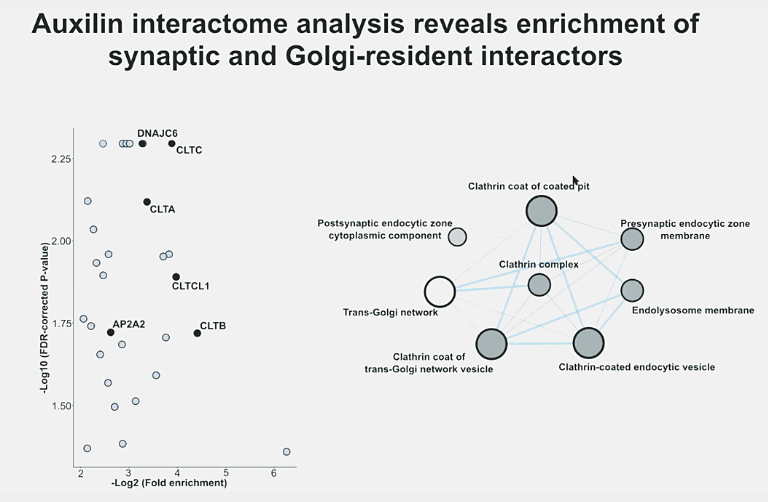 Auxilin interactome analysis reveals enrichment of
synaptic and Golgi-resident interactors
-Log10 (FDR-corrected P-value)
2.25
2.00
1.75
1.50
DNAJC6
CLTC
CLTA
CLTCL1
AP2A2
CLTB
2 3 4 5 6
-Log2 (Fold enrichment)
Clathrin coat of coated pit
Postsynaptic endocytic zone
cytoplasmic component
Presynaptic endocytic zone
membrane
Clathrin complex
Trans-Golgi network
Endolysosome membrane
Clathrin coat of
trans-Golgi network vesicle
Clathrin-coated endocytic vesicle